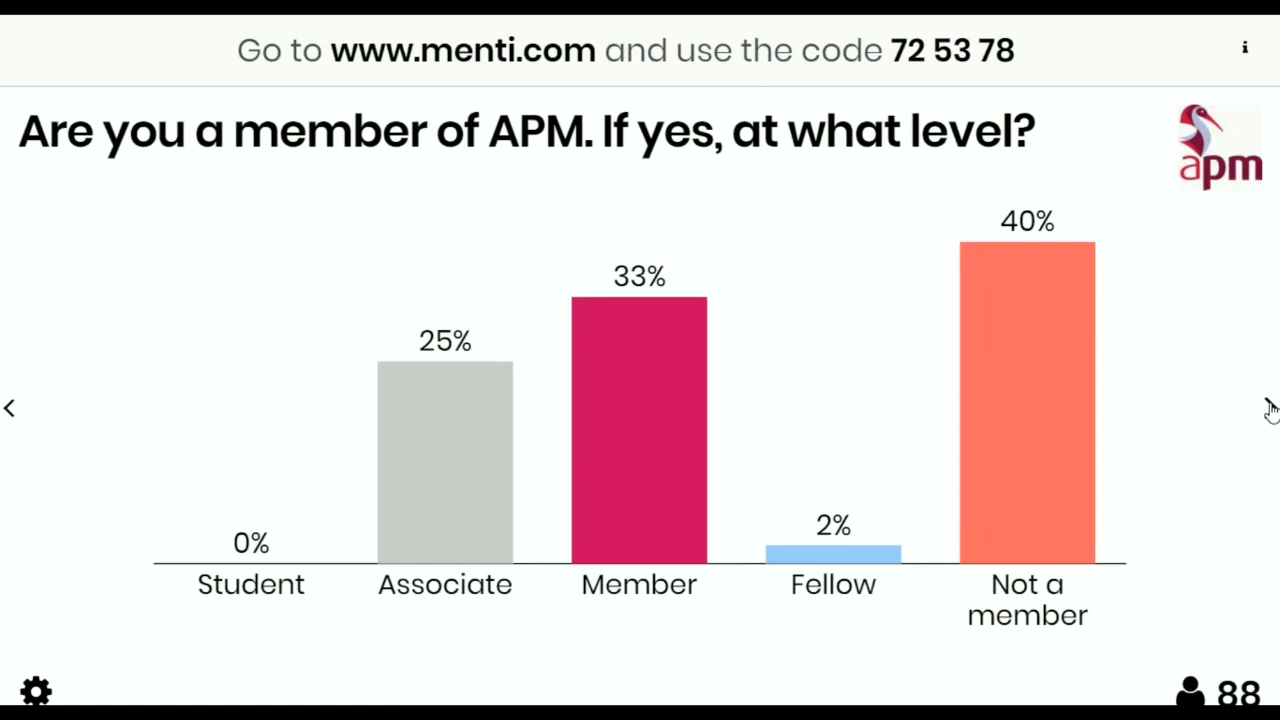 Go to www.menti.com and use the code 72 53 78
i
Are you a member of APM. If yes, at what level?
apm
40%
33%
25%
2%
0%
Student Associate Member Fellow Not a
member
88